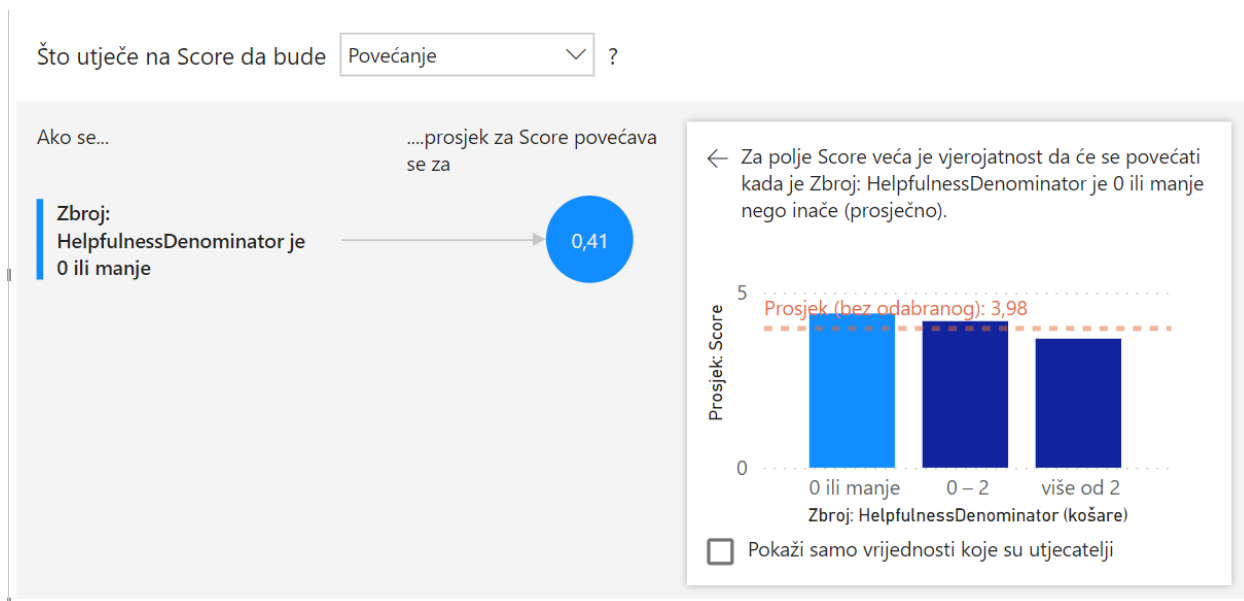 Što utječe na Score da bude Povećanje ?
Ako se...
....prosjek za Score povećava
se za
Zbroj:
HelpfulnessDenominator je
0 ili manje
0,41
← Za polje Score veća je vjerojatnost da će se povećati
kada je Zbroj: HelpfulnessDenominator je 0 ili manje
nego inače (prosječno).
5
Prosjek (bez odabranog): 3,98
Prosjek: Score
0
0 ili manje 0 – 2 više od 2
Zbroj: HelpfulnessDenominator (košare)
Pokaži samo vrijednosti koje su utjecatelji